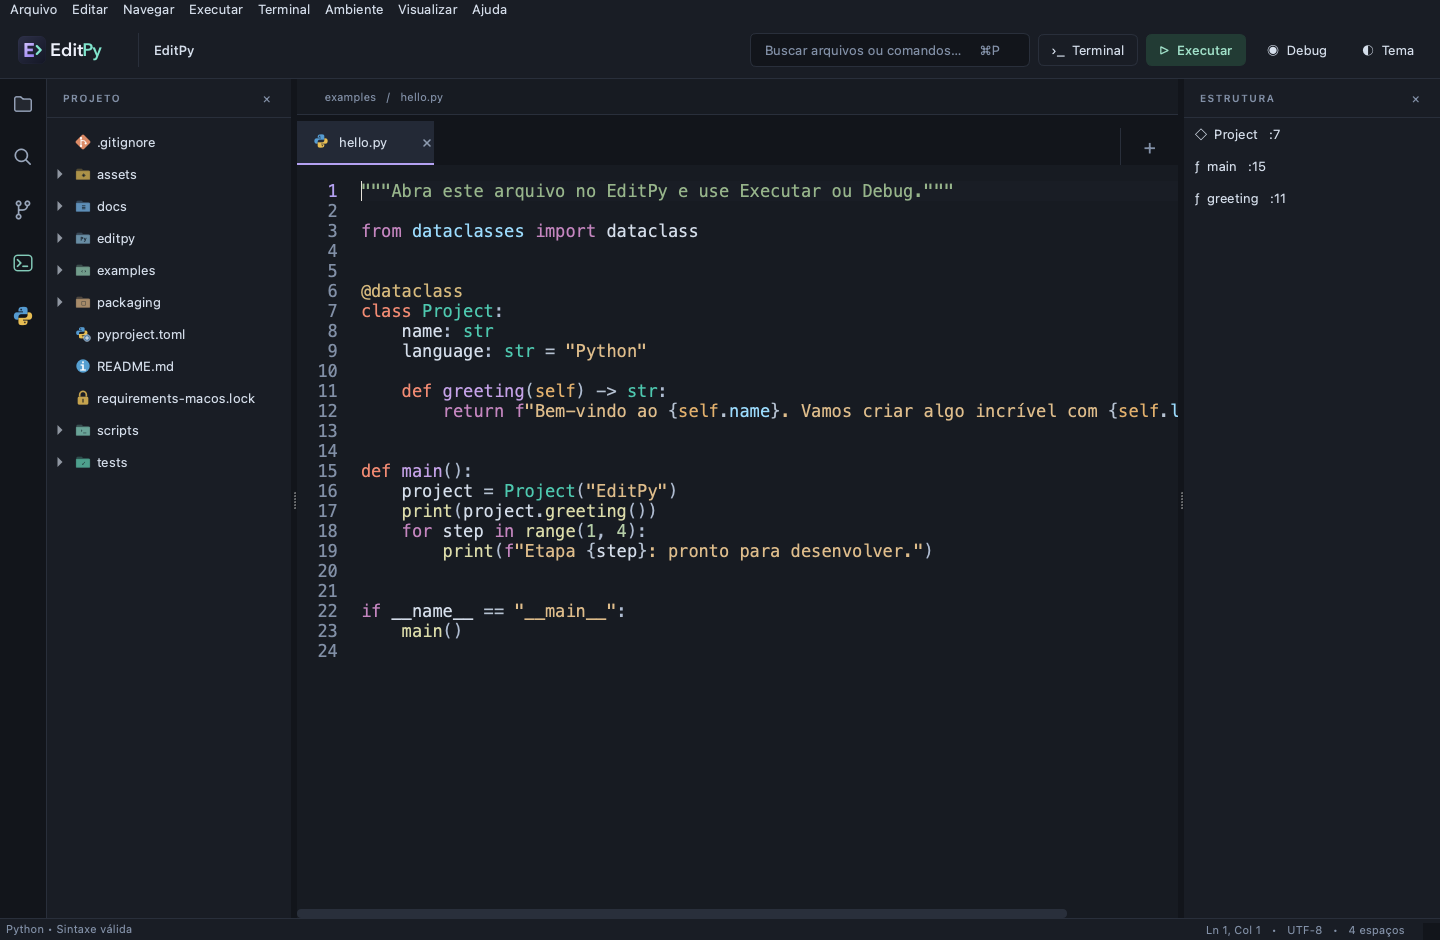 Arquivo Editar Navegar Executar Terminal Ambiente Visualizar Ajuda
E> EditPy
EditPy
Buscar arquivos ou comandos... ⌘P
>_ Terminal
Executar
Debug
Tema
PROJETO ×
.gitignore
assets
docs
editpy
examples
packaging
pyproject.toml
README.md
requirements-macos.lock
scripts
tests
examples / hello.py
hello.py ×
+
1 """Abra este arquivo no EditPy e use Executar ou Debug."""
2
3 from dataclasses import dataclass
4
5
6 @dataclass
7 class Project:
8     name: str
9     language: str = "Python"
10
11     def greeting(self) -> str:
12         return f"Bem-vindo ao {self.name}. Vamos criar algo incrível com {self.l
13
14
15 def main():
16     project = Project("EditPy")
17     print(project.greeting())
18     for step in range(1, 4):
19         print(f"Etapa {step}: pronto para desenvolver.")
20
21
22 if __name__ == "__main__":
23     main()
24
ESTRUTURA ×
◇ Project :7
ƒ main :15
ƒ greeting :11
Python • Sintaxe válida
Ln 1, Col 1 • UTF-8 • 4 espaços